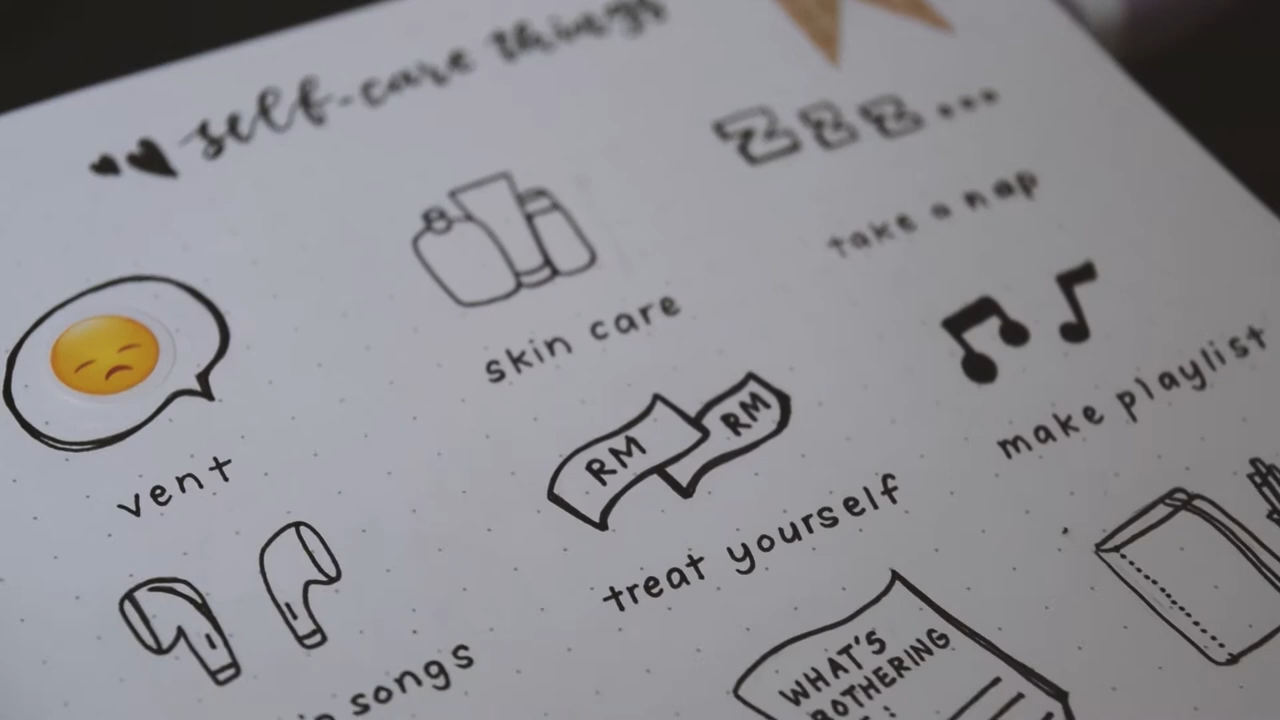 self-care things
zzz...
take a nap
skin care
vent
RM RM
make playlist
treat yourself
songs
WHAT'S
BOTHERING